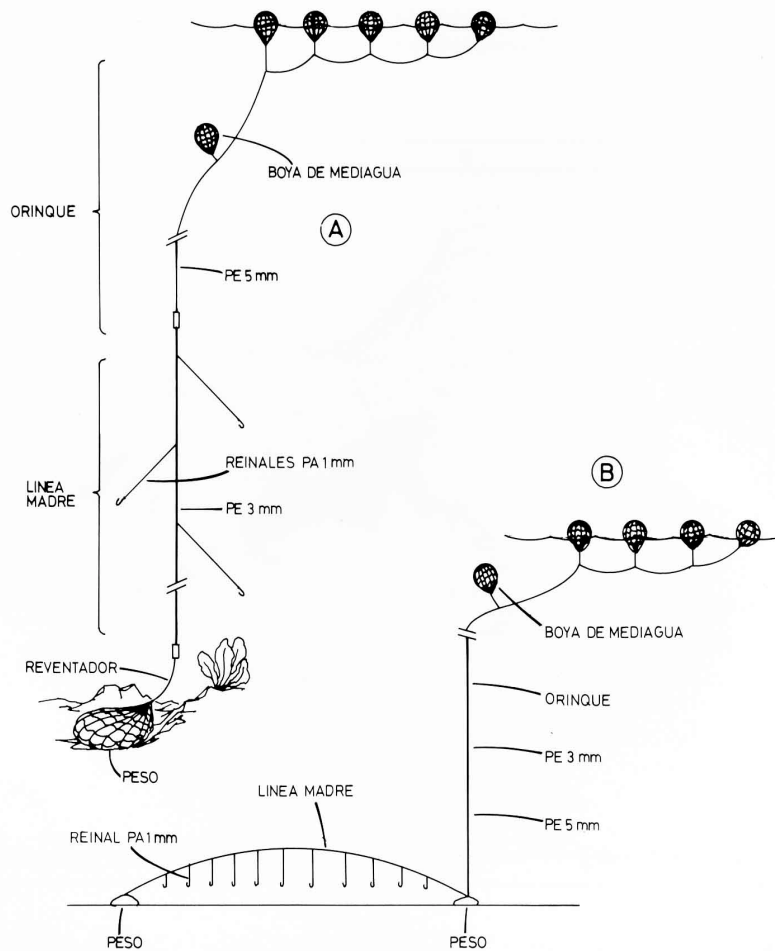 BOYA DE MEDIAGUA
ORINQUE
A
PE 5 mm
REINALES PA 1 mm
LINEA
MADRE
PE 3 mm
B
BOYA DE MEDIAGUA
REVENTADOR
ORINQUE
PESO
PE 3 mm
LINEA MADRE
PE 5 mm
REINAL PA 1 mm
PESO
PESO